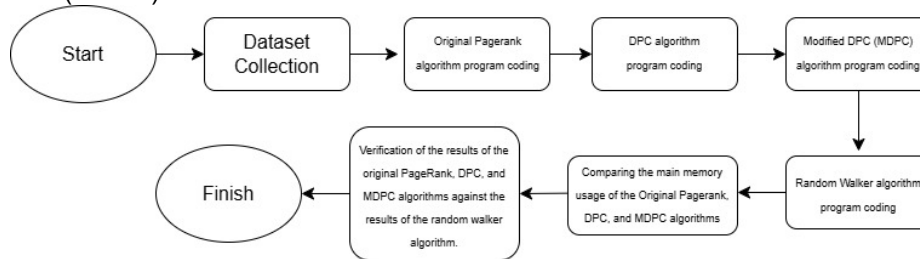 Start
Dataset
Collection
Original Pagerank
algorithm program coding
DPC algorithm
program coding
Modified DPC (MDPC)
algorithm program coding
Random Walker algorithm
program coding
Comparing the main memory
usage of the Original Pagerank,
DPC, and MDPC algorithms
Verification of the results of the
original PageRank, DPC, and
MDPC algorithms against the
results of the random walker
algorithm.
Finish